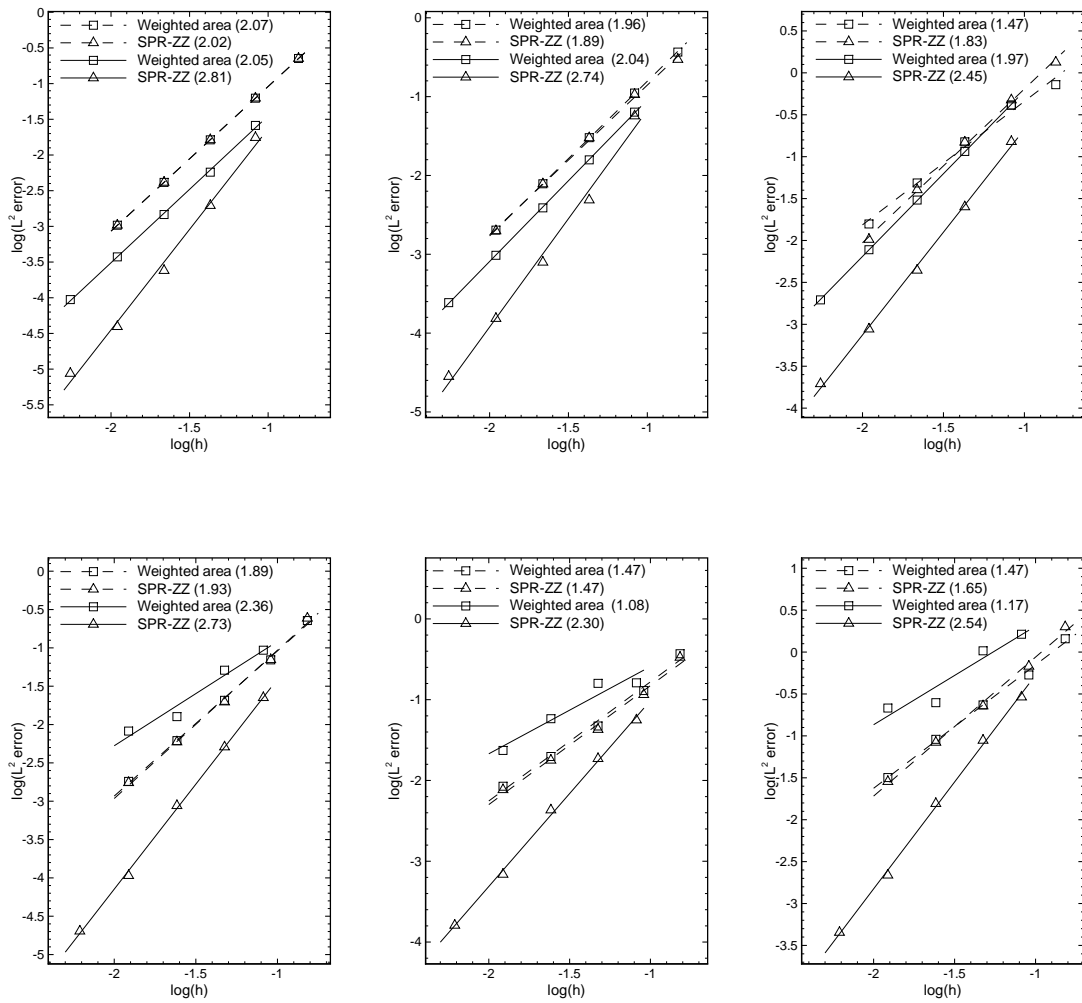 0
-0.5
-1
-1.5
-2
-2.5
-3
-3.5
-4
-4.5
-5
-5.5
log(L² error)
Weighted area (2.07)
SPR-ZZ (2.02)
Weighted area (2.05)
SPR-ZZ (2.81)
-2 -1.5 -1
log(h)
0
-1
-2
-3
-4
-5
log(L² error)
Weighted area (1.96)
SPR-ZZ (1.89)
Weighted area (2.04)
SPR-ZZ (2.74)
-2 -1.5 -1
log(h)
0.5
0
-0.5
-1
-1.5
-2
-2.5
-3
-3.5
-4
log(L² error)
Weighted area (1.47)
SPR-ZZ (1.83)
Weighted area (1.97)
SPR-ZZ (2.45)
-2 -1.5 -1
log(h)
0
-0.5
-1
-1.5
-2
-2.5
-3
-3.5
-4
-4.5
-5
log(L² error)
Weighted area (1.89)
SPR-ZZ (1.93)
Weighted area (2.36)
SPR-ZZ (2.73)
-2 -1.5 -1
log(h)
0
-1
-2
-3
-4
log(L² error)
Weighted area (1.47)
SPR-ZZ (1.47)
Weighted area (1.08)
SPR-ZZ (2.30)
-2 -1.5 -1
log(h)
1
0.5
0
-0.5
-1
-1.5
-2
-2.5
-3
-3.5
log(L² error)
Weighted area (1.47)
SPR-ZZ (1.65)
Weighted area (1.17)
SPR-ZZ (2.54)
-2 -1.5 -1
log(h)